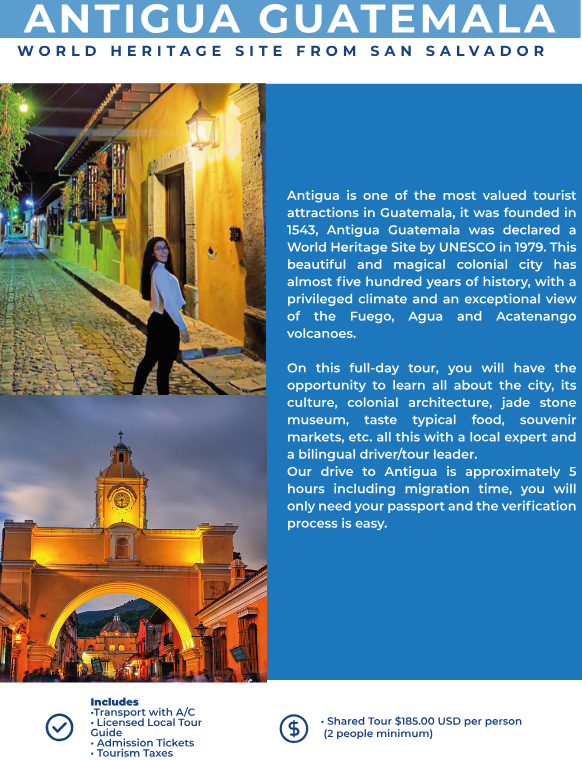 ANTIGUA GUATEMALA
WORLD HERITAGE SITE FROM SAN SALVADOR
Antigua is one of the most valued tourist
attractions in Guatemala, it was founded in
1543, Antigua Guatemala was declared a
World Heritage Site by UNESCO in 1979. This
beautiful and magical colonial city has
almost five hundred years of history, with a
privileged climate and an exceptional view
of the Fuego, Agua and Acatenango
volcanoes.
On this full-day tour, you will have the
opportunity to learn all about the city, its
culture, colonial architecture, jade stone
museum, taste typical food, souvenir
markets, etc. all this with a local expert and
a bilingual driver/tour leader.
Our drive to Antigua is approximately 5
hours including migration time, you will
only need your passport and the verification
process is easy.
Includes
•Transport with A/C
• Licensed Local Tour
Guide
• Admission Tickets
• Tourism Taxes
$
• Shared Tour $185.00 USD per person
(2 people minimum)